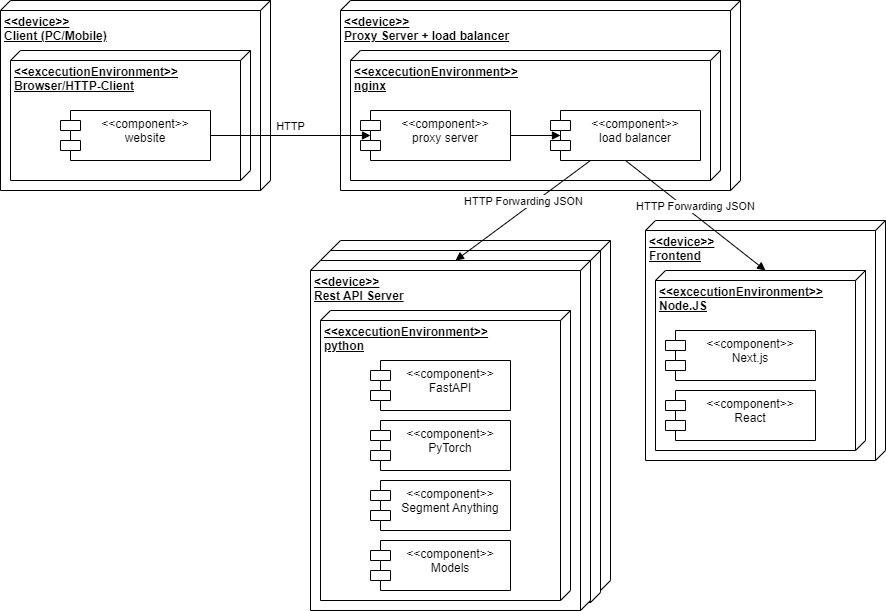 <<device>>
Client (PC/Mobile)
<<excecutionEnvironment>>
Browser/HTTP-Client
<<component>>
website
HTTP
<<device>>
Proxy Server + load balancer
<<excecutionEnvironment>>
nginx
<<component>>
proxy server
<<component>>
load balancer
HTTP Forwarding JSON
HTTP Forwarding JSON
<<device>>
Rest API Server
<<excecutionEnvironment>>
python
<<component>>
FastAPI
<<component>>
PyTorch
<<component>>
Segment Anything
<<component>>
Models
<<device>>
Frontend
<<excecutionEnvironment>>
Node.JS
<<component>>
Next.js
<<component>>
React